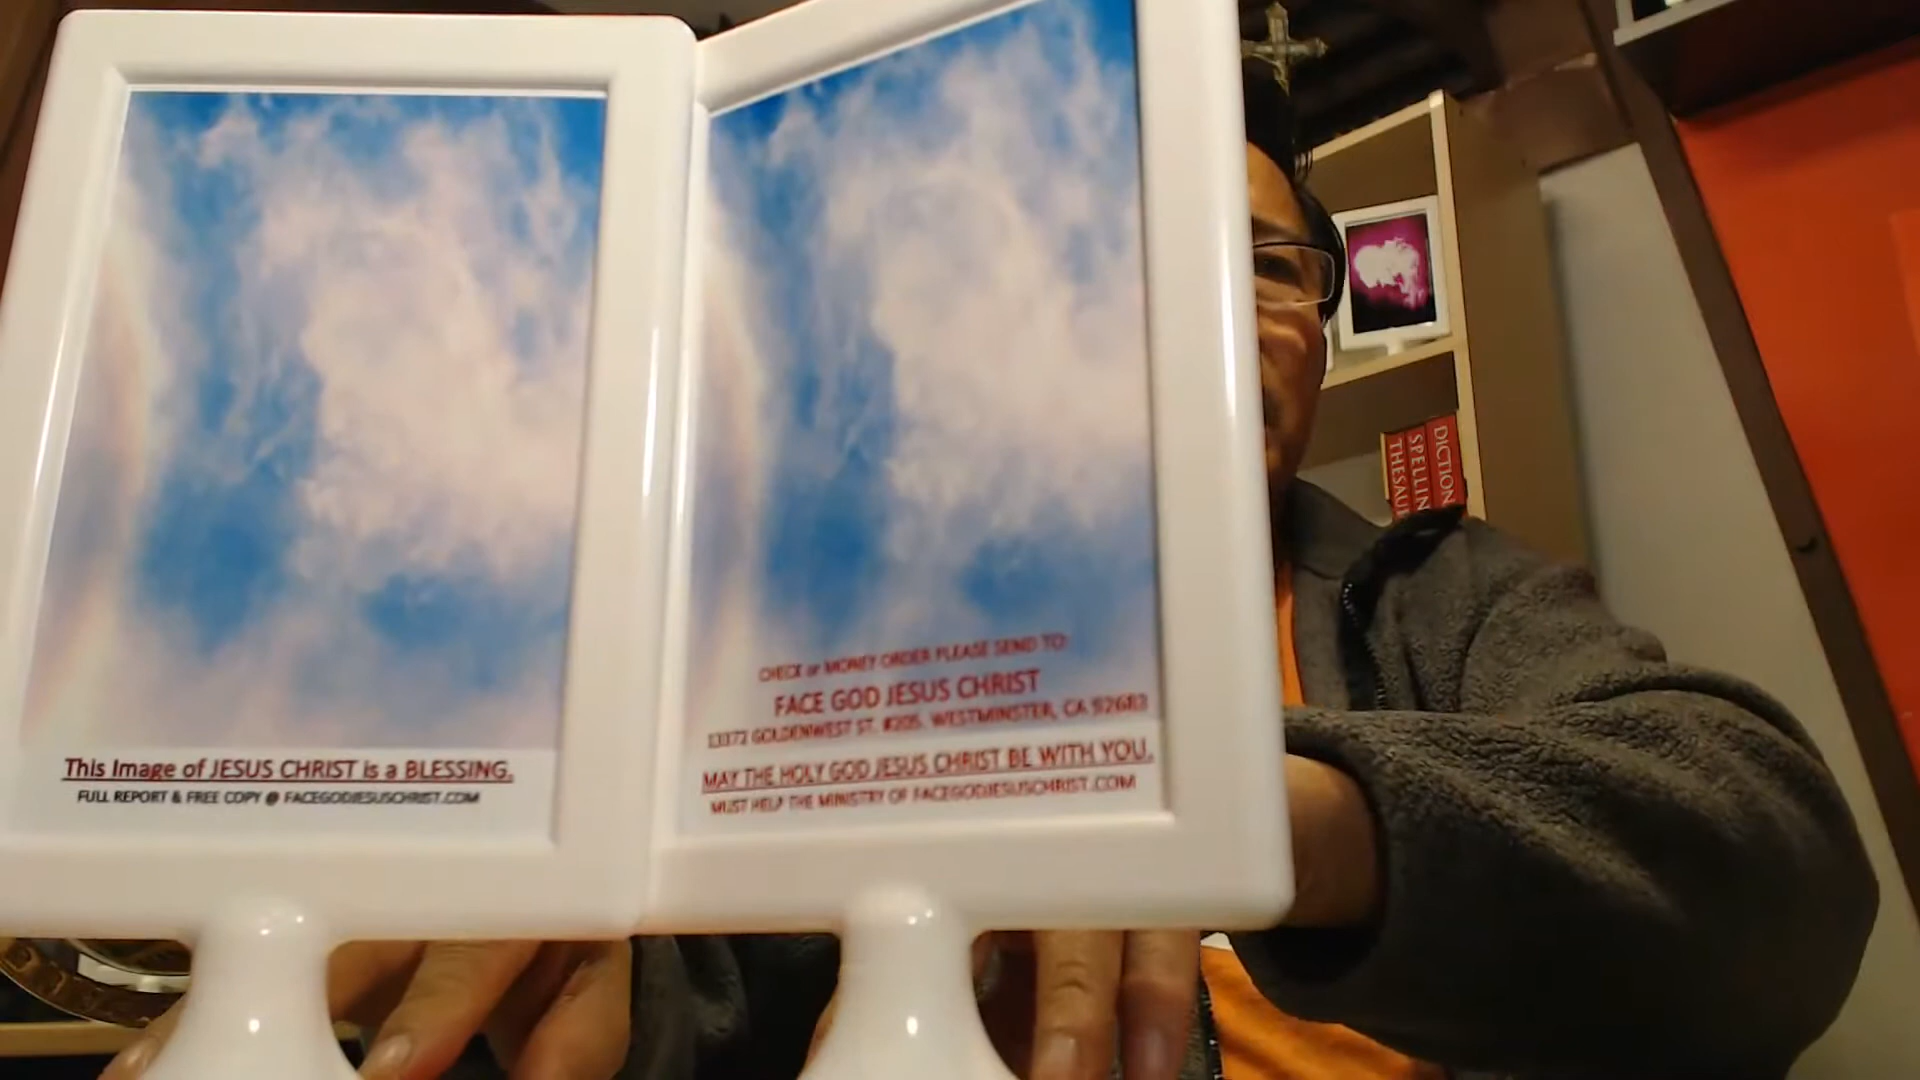 This Image of JESUS CHRIST is a BLESSING.
FULL REPORT & FREE COPY @ FACEGODJESUSCHRIST.COM
CHECK or MONEY ORDER PLEASE SEND TO:
FACE GOD JESUS CHRIST
13372 GOLDENWEST ST. #205. WESTMINSTER, CA 92683
MAY THE HOLY GOD JESUS CHRIST BE WITH YOU.
MUST HELP THE MINISTRY OF FACEGODJESUSCHRIST.COM
DICTION
SPELLIN
THESAUR